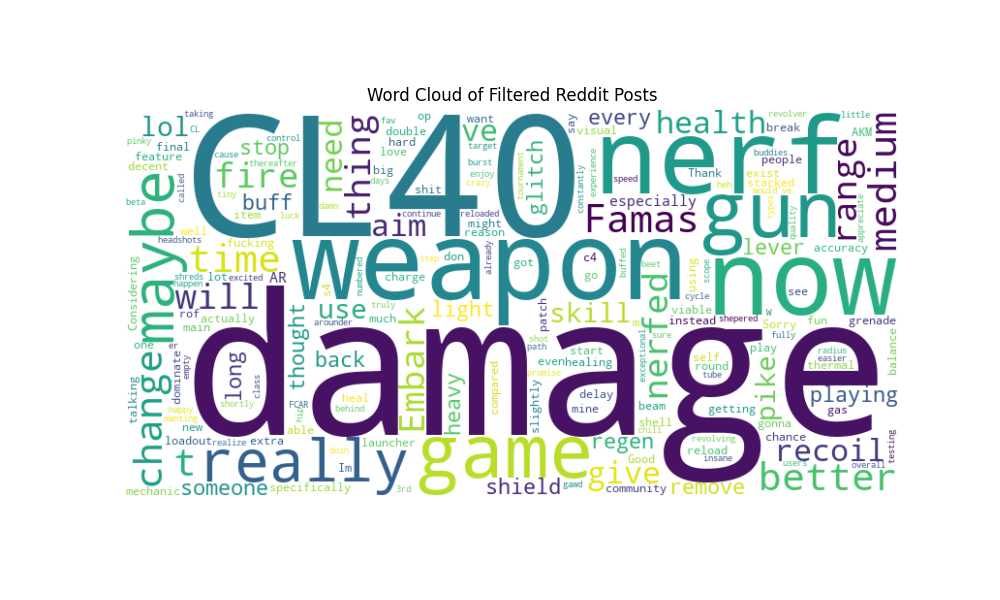 Word Cloud of Filtered Reddit Posts
taking
CL
pinky
lol
final
feature
decent
called
beta
Considering
maybe
change
talking
CL40
stop
fire
buff
tiny
item
luck
cause
thereafter
control
need
damn
thing
fav
double
hard
love
big
days
shit
aim
continue
op
want
ve
target
burst
enjoy
crazy
reloaded
might
reason
tournament
glitch
say
visual
constantly
experience
every
nerf
health
break
people
buddies
Thank
speed
heh
exist
stacked
would've
types
revolver
AKM
little
medium
range
quality
appreciate
Famas
especially
gun
lever
accuracy
headshots
well
fucking
time
shreds
happen
lot
excited
AR
actually
weapon
numbered
s4
charge
don
already
step
got
c4
go
buffed
beet
using
scope
cycle
now
see
viable
will
rof
main
use
much
truly
arounder
light
patch
skill
m
nerfed
instead
shepered
Sorry
w
fun
fully
grenade
balance
one
er
dominate
empty
long
class
thought
back
shortly
FCAR
hip
heal
behind
able
Embark
heavy
compared
slightly
shot
path
promise
even
healing
start
delay
mine
exceptional
sure
self
round
tube
play
radius
easier
thermal
pike
playing
gas
damage
happy
wanting
new
loadout
realize
extra
doin
Im
launcher
game
beam
shell
chill
regen
Good
getting
revolving
reload
insane
gonna
chance
users
recoil
overall
testing
t
really
mechanic
someone
specifically
3rd
shield
gawd
give
community
remove
better